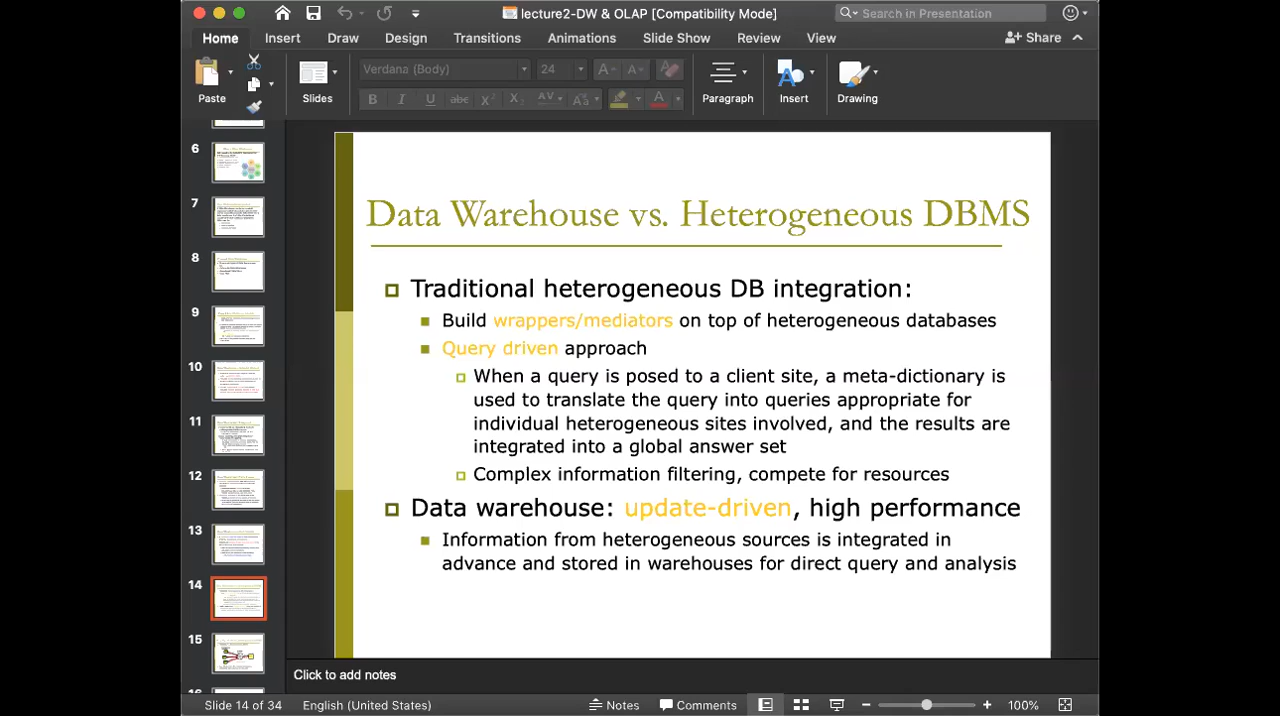 lecture2-DW & OLAP [Compatibility Mode]
Search in Presentation
Home Insert Draw Design Transitions Animations Slide Show Review View
Share
Verdana (Body) 24
Paste Slides Paragraph Insert Drawing
B I U abc X² X₂ AV Aa A
6
7
8
9
10
11
12
13
14
15
16
Data Warehouse vs. Heterogeneous DBMS
Traditional heterogeneous DB integration:
Build top of heterogeneous databases
Query driven approach
When a query is posed to a client site, a meta-dictionary is
used to translate the query into queries appropriate for
individual heterogeneous sites involved, and the results are
integrated into a global answer set
Complex information filtering, compete for resources
Data warehouse: update-driven, high performance
Information from heterogeneous sources is integrated in
advance and stored in warehouses for direct query and analysis
Click to add notes
Slide 14 of 34 English (United States) Notes Comments 100%